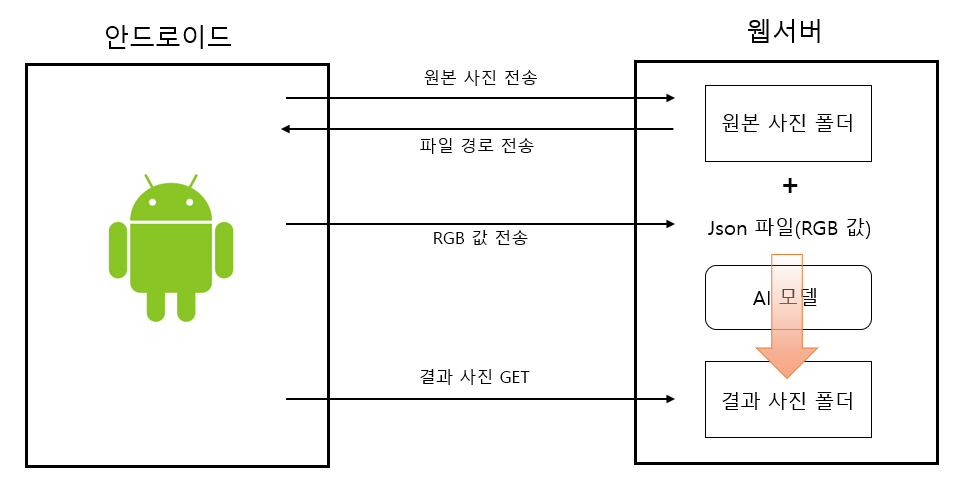 안드로이드
웹서버
원본 사진 전송
파일 경로 전송
RGB 값 전송
결과 사진 GET
원본 사진 폴더
+
Json 파일(RGB 값)
AI 모델
결과 사진 폴더